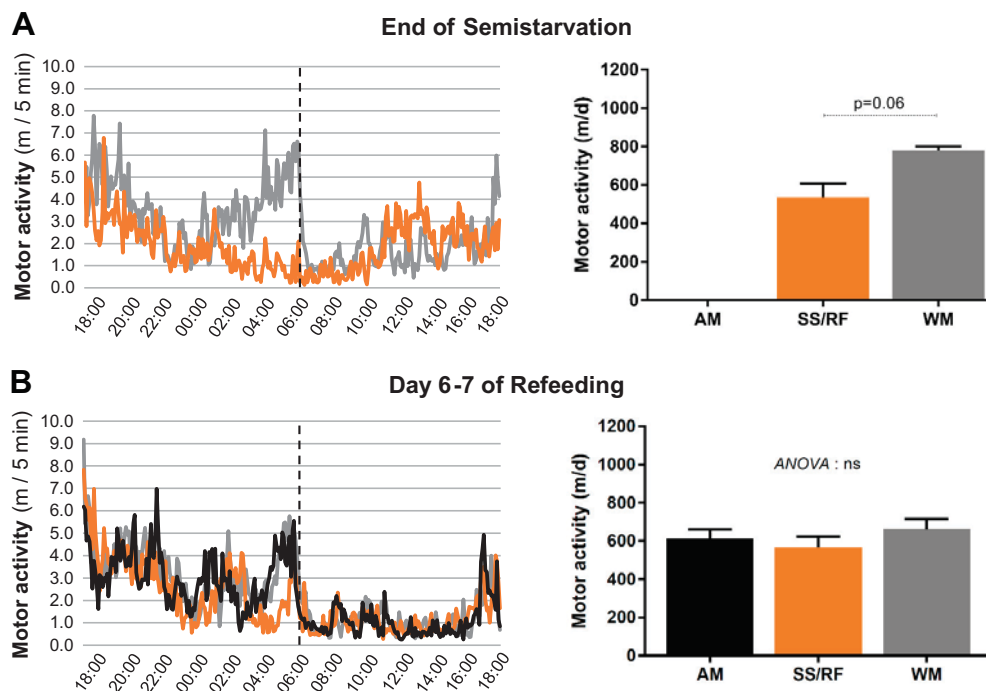 A
End of Semistarvation
Motor activity (m / 5 min)
10.0
9.0
8.0
7.0
6.0
5.0
4.0
3.0
2.0
1.0
0.0
18:00 20:00 22:00 00:00 02:00 04:00 06:00 08:00 10:00 12:00 14:00 16:00 18:00
Motor activity (m/d)
1200
1000
800
600
400
200
0
p=0.06
AM SS/RF WM
B
Day 6-7 of Refeeding
Motor activity (m / 5 min)
10.0
9.0
8.0
7.0
6.0
5.0
4.0
3.0
2.0
1.0
0.0
18:00 20:00 22:00 00:00 02:00 04:00 06:00 08:00 10:00 12:00 14:00 16:00 18:00
Motor activity (m/d)
1200
1000
800
600
400
200
0
ANOVA : ns
AM SS/RF WM